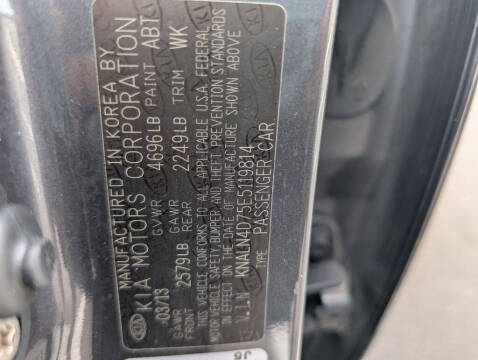 MANUFACTURED IN KOREA BY
KIA MOTORS CORPORATION
03/13 GVWR 4696LB PAINT ABT
GAWR FRONT 2579LB GAWR REAR 2249LB TRIM WK
THIS VEHICLE CONFORMS TO ALL APPLICABLE U.S.A. FEDERAL
MOTOR VEHICLE SAFETY, BUMPER AND THEFT PREVENTION STANDARDS
IN EFFECT ON THE DATE OF MANUFACTURE SHOWN ABOVE
V.I.N KNALN4D75E5119814
TYPE PASSENGER CAR
KIA